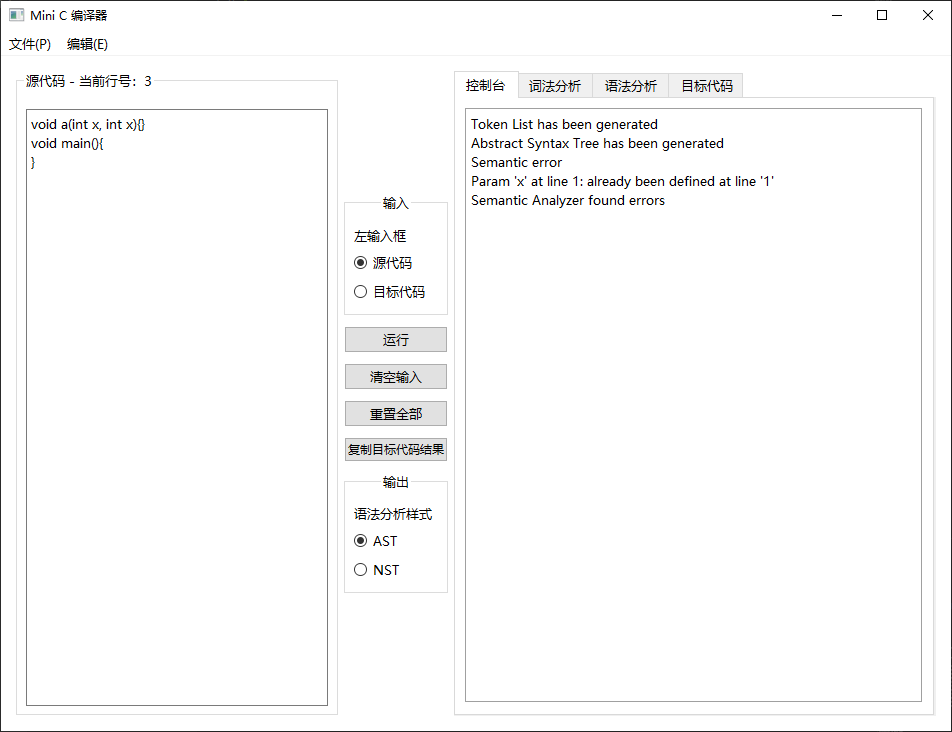 Mini C 编译器
文件(P) 编辑(E)
源代码 - 当前行号：3
void a(int x, int x){}
void main(){
}
输入
左输入框
源代码
目标代码
运行
清空输入
重置全部
复制目标代码结果
输出
语法分析样式
AST
NST
控制台 词法分析 语法分析 目标代码
Token List has been generated
Abstract Syntax Tree has been generated
Semantic error
Param 'x' at line 1: already been defined at line '1'
Semantic Analyzer found errors